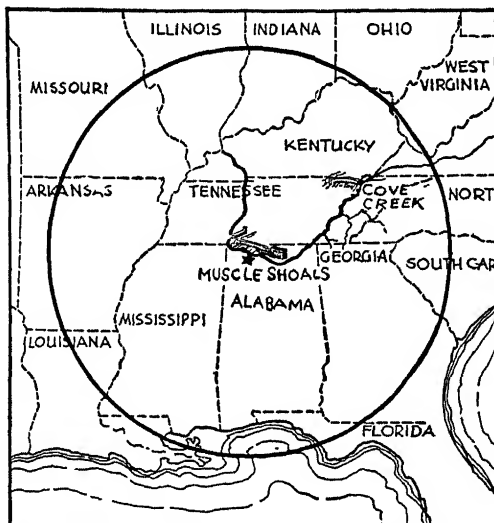 ILLINOIS
INDIANA
OHIO
MISSOURI
WEST
VIRGINIA
KENTUCKY
ARKANSAS
TENNESSEE
COVE
CREEK
NORT
GEORGIA
SOUTH CAR
MUSCLE SHOALS
ALABAMA
MISSISSIPPI
LOUISIANA
FLORIDA